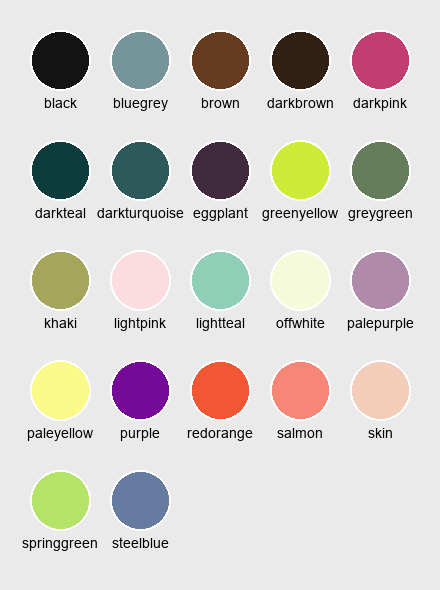 black bluegrey brown darkbrown darkpink
darkteal darkturquoise eggplant greenyellow greygreen
khaki lightpink lightteal offwhite palepurple
paleyellow purple redorange salmon skin
springgreen steelblue